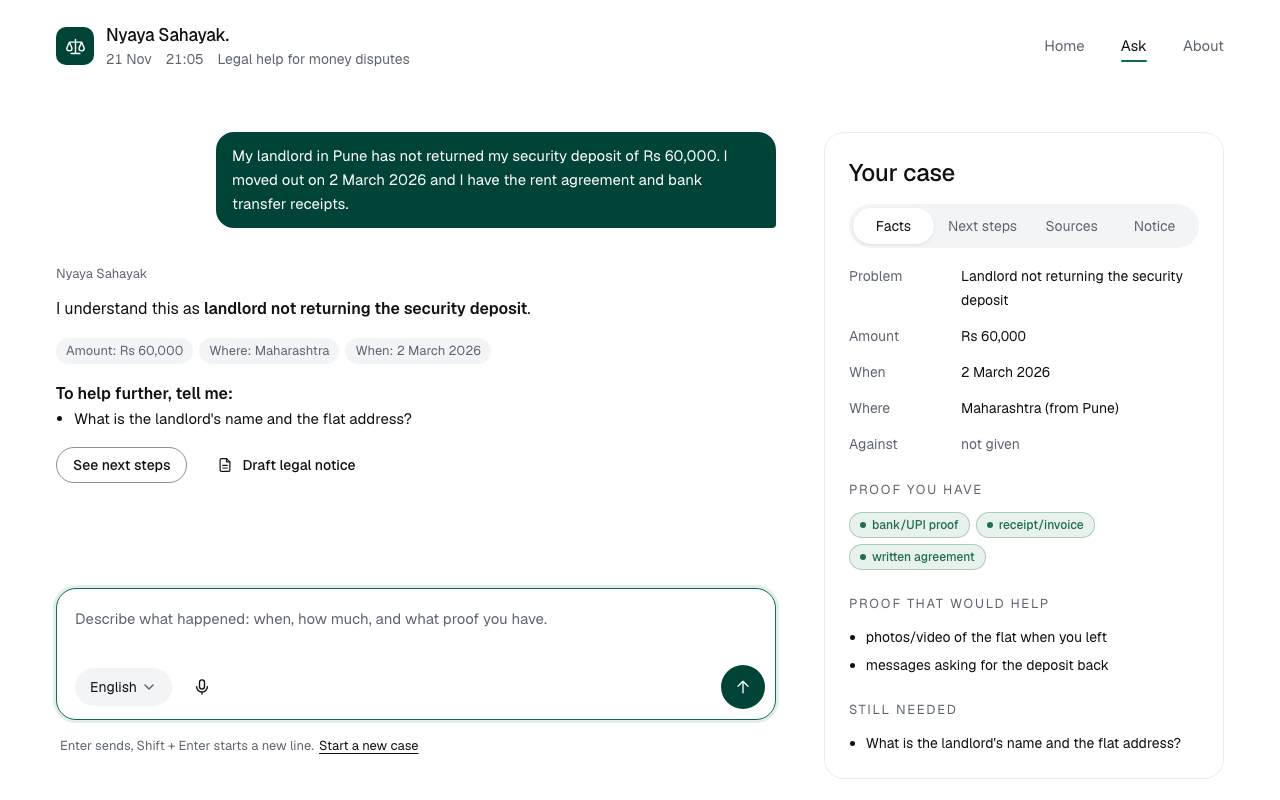 Nyaya Sahayak.
21 Nov 21:05 Legal help for money disputes
Home Ask About
My landlord in Pune has not returned my security deposit of Rs 60,000. I
moved out on 2 March 2026 and I have the rent agreement and bank
transfer receipts.
Nyaya Sahayak
I understand this as landlord not returning the security deposit.
Amount: Rs 60,000 Where: Maharashtra When: 2 March 2026
To help further, tell me:
• What is the landlord's name and the flat address?
See next steps Draft legal notice
Describe what happened: when, how much, and what proof you have.
English
Enter sends, Shift + Enter starts a new line. Start a new case
Your case
Facts Next steps Sources Notice
Problem Landlord not returning the security
deposit
Amount Rs 60,000
When 2 March 2026
Where Maharashtra (from Pune)
Against not given
PROOF YOU HAVE
bank/UPI proof receipt/invoice
written agreement
PROOF THAT WOULD HELP
• photos/video of the flat when you left
• messages asking for the deposit back
STILL NEEDED
• What is the landlord's name and the flat address?